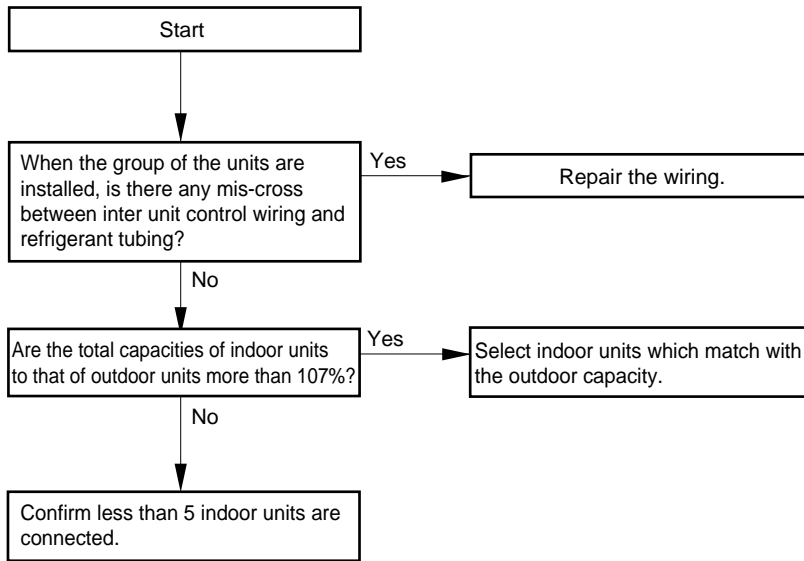 Start
When the group of the units are
installed, is there any mis-cross
between inter unit control wiring and
refrigerant tubing?
Yes
Repair the wiring.
No
Are the total capacities of indoor units
to that of outdoor units more than 107%?
Yes
Select indoor units which match with
the outdoor capacity.
No
Confirm less than 5 indoor units are
connected.